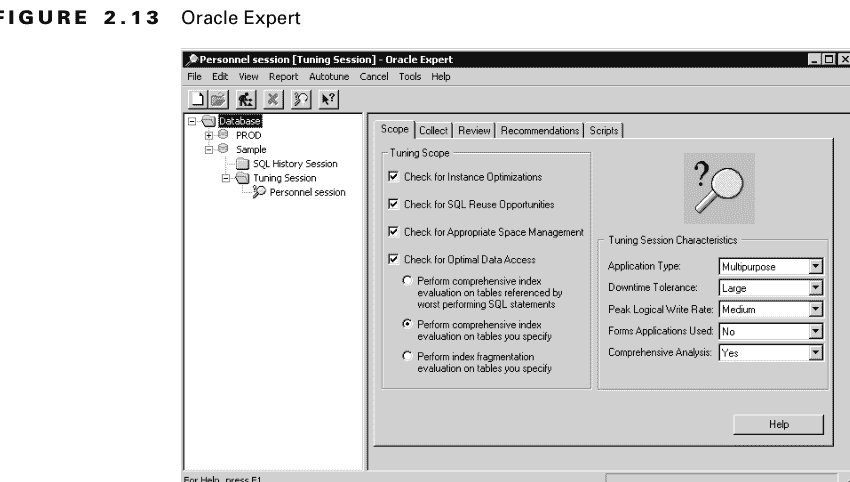 FIGURE 2.13 Oracle Expert
Personnel session [Tuning Session] - Oracle Expert
File Edit View Report Autotune Cancel Tools Help
Database
PROD
Sample
SQL History Session
Tuning Session
Personnel session
Scope Collect Review Recommendations Scripts
Tuning Scope
Check for Instance Optimizations
Check for SQL Reuse Opportunities
Check for Appropriate Space Management
Check for Optimal Data Access
Perform comprehensive index
evaluation on tables referenced by
worst performing SQL statements
Perform comprehensive index
evaluation on tables you specify
Perform index fragmentation
evaluation on tables you specify
?
Tuning Session Characteristics
Application Type: Multipurpose
Downtime Tolerance: Large
Peak Logical Write Rate: Medium
Forms Applications Used: No
Comprehensive Analysis: Yes
Help
For Help, press F1